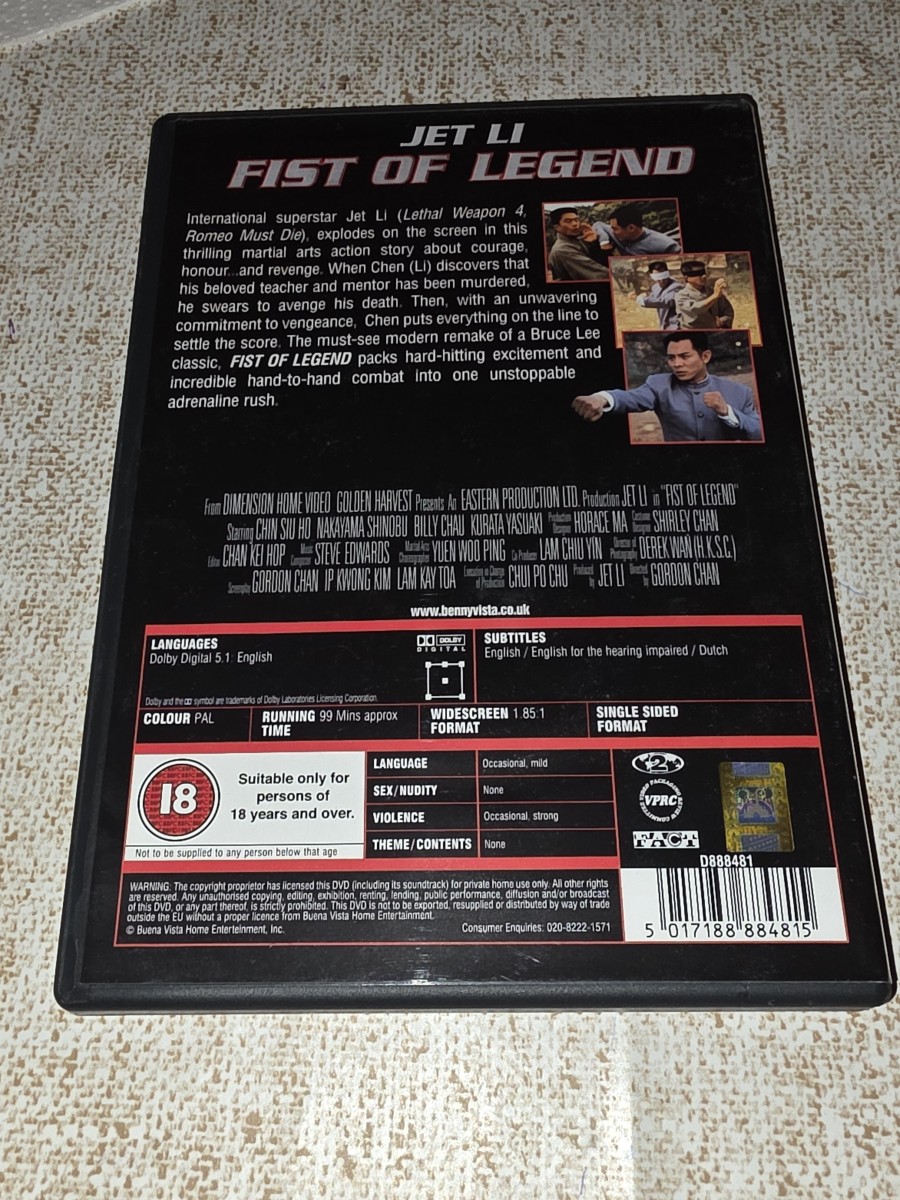 JET LI
FIST OF LEGEND
International superstar Jet Li (Lethal Weapon 4,
Romeo Must Die), explodes on the screen in this
thrilling martial arts action story about courage,
honour...and revenge. When Chen (Li) discovers that
his beloved teacher and mentor has been murdered,
he swears to avenge his death. Then, with an unwavering
commitment to vengeance, Chen puts everything on the line to
settle the score. The must-see modern remake of a Bruce Lee
classic, FIST OF LEGEND packs hard-hitting excitement and
incredible hand-to-hand combat into one unstoppable
adrenaline rush.
From DIMENSION HOME VIDEO GOLDEN HARVEST Presents An EASTERN PRODUCTION LTD. Production JET LI in "FIST OF LEGEND"
Starring CHIN SIU HO NAKAYAMA SHINOBU BILLY CHAU KURATA YASUAKI Production Designer HORACE MA Costume Designer SHIRLEY CHAN
Editor CHAN KEI HOP Music Composer STEVE EDWARDS Martial Arts Choreographer YUEN WOO PING Co Producer LAM CHIU YIN Director of Photography DEREK WAN (H.K.S.C.)
Screenplay GORDON CHAN IP KWONG KIM LAM KAY TOA Executive in Charge of Production CHUI PO CHU Produced by JET LI Directed by GORDON CHAN
www.bennyvista.co.uk
LANGUAGES
Dolby Digital 5.1: English
DOLBY
DIGITAL
Dolby and the DD symbol are trademarks of Dolby Laboratories Licensing Corporation.
SUBTITLES
English / English for the hearing impaired / Dutch
COLOUR PAL
RUNNING 99 Mins approx
TIME
WIDESCREEN 1.85:1
FORMAT
SINGLE SIDED
FORMAT
18
Suitable only for
persons of
18 years and over.
Not to be supplied to any person below that age
LANGUAGE Occasional, mild
SEX/NUDITY None
VIOLENCE Occasional, strong
THEME/CONTENTS None
2
VIDEO PACKAGING REVIEW COMMITTEE
VPRC
FACT
D888481
WARNING: The copyright proprietor has licensed this DVD (including its soundtrack) for private home use only. All other rights
are reserved. Any unauthorised copying, editing, exhibition, renting, lending, public performance, diffusion and/or broadcast
of this DVD, or any part thereof, is strictly prohibited. This DVD is not to be exported, resupplied or distributed by way of trade
outside the EU without a proper licence from Buena Vista Home Entertainment.
© Buena Vista Home Entertainment, Inc.
Consumer Enquiries: 020-8222-1571
5 017188 884815